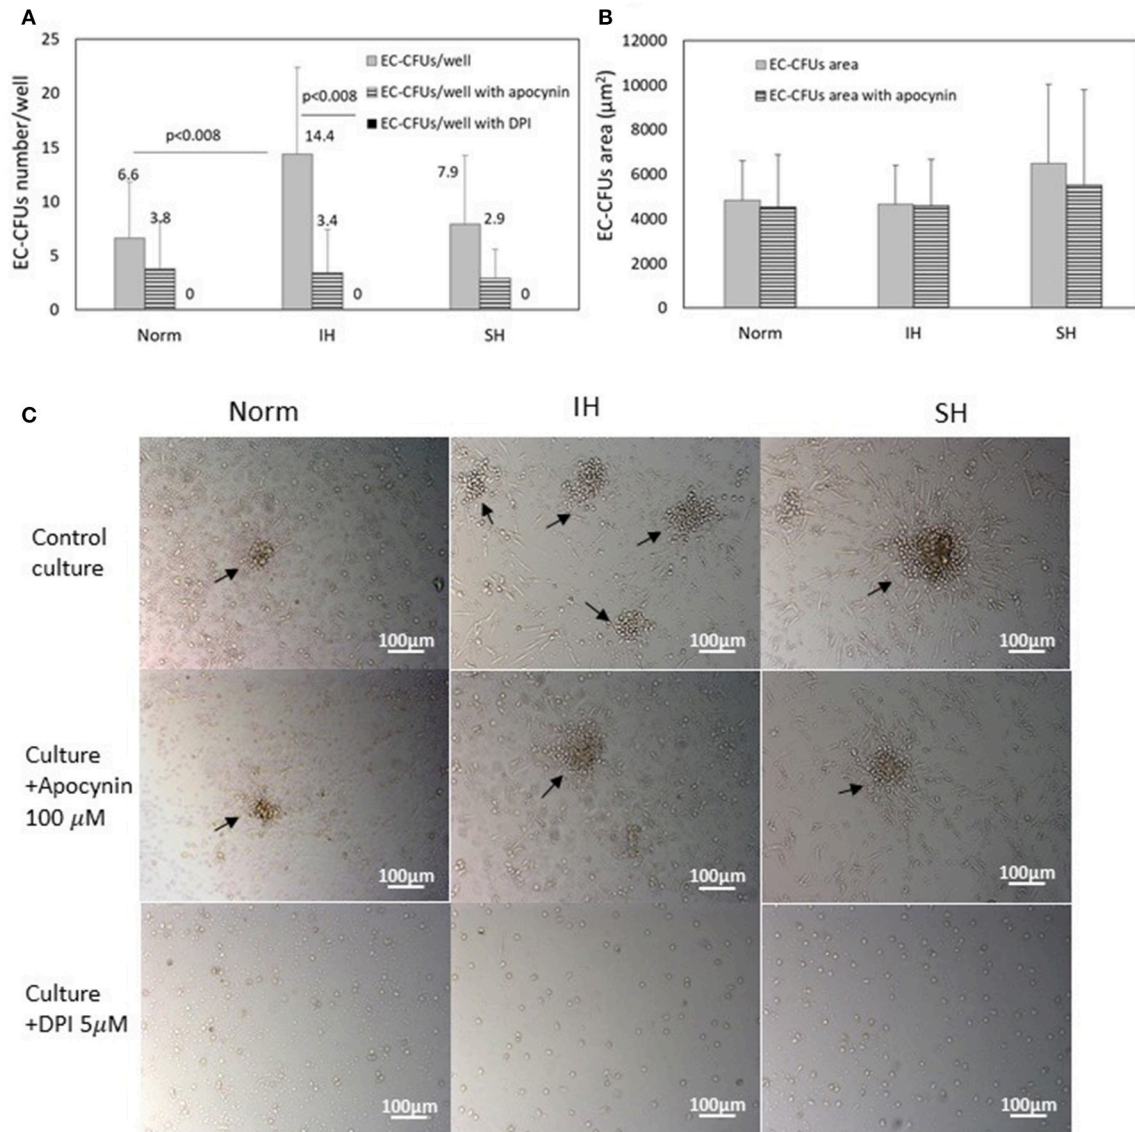 A
EC-CFUs number/well
25
20
15
10
5
0
EC-CFUs/well
EC-CFUs/well with apocynin
EC-CFUs/well with DPI
p<0.008
p<0.008
6.6
3.8
0
14.4
3.4
0
7.9
2.9
0
Norm IH SH
B
EC-CFUs area (µm²)
12000
10000
8000
6000
4000
2000
0
EC-CFUs area
EC-CFUs area with apocynin
Norm IH SH
C
Norm IH SH
Control
culture
100µm
100µm
100µm
Culture
+Apocynin
100 µM
100µm
100µm
100µm
Culture
+DPI 5µM
100µm
100µm
100µm